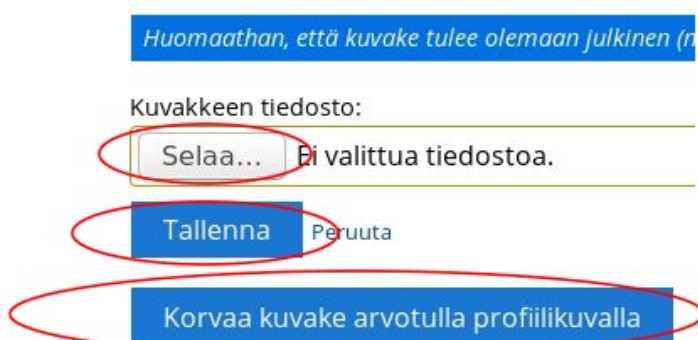 Huomaathan, että kuvake tulee olemaan julkinen (n
Kuvakkeen tiedosto:
Selaa... Ei valittua tiedostoa.
Tallenna Peruuta
Korvaa kuvake arvotulla profiilikuvalla